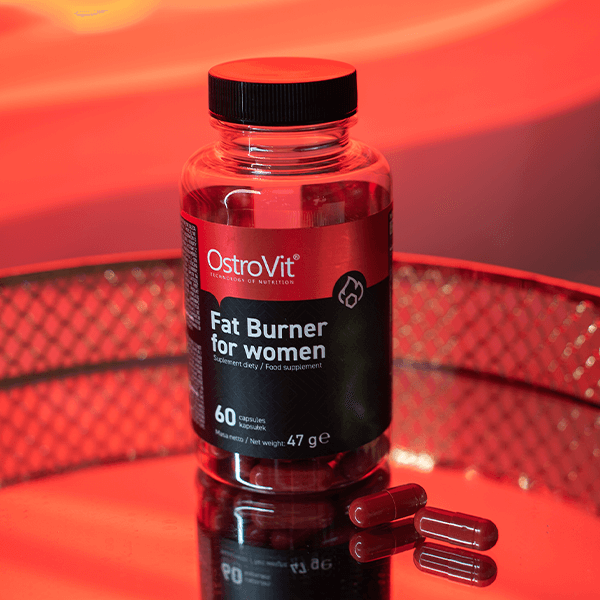 OstroVit®
TECHNOLOGY OF NUTRITION
Fat Burner
for women
Suplement diety / Food supplement
60 capsules
kapsułek
Masa netto / Net weight: 47 g℮